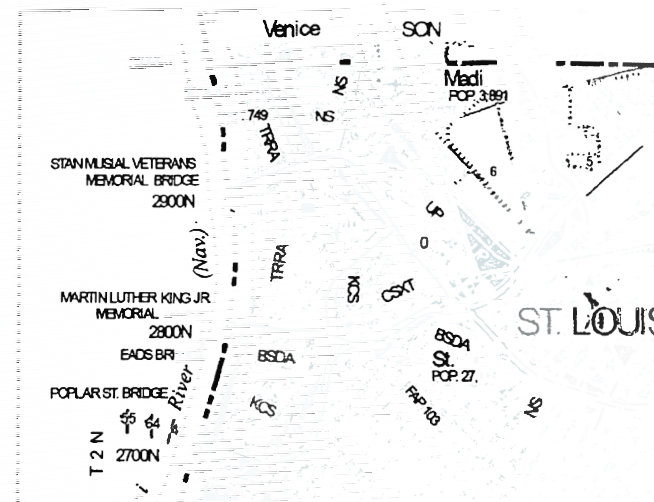 Venice
SON
NS
Madi
POP. 3,891
749
NS
TRRA
STAN MUSIAL VETERANS
MEMORIAL BRIDGE
2900N
6
5
UP
0
(Nav.)
TRRA
KCS
CSXT
MARTIN LUTHER KING JR
MEMORIAL
2800N
ST. LOUIS
EADS BRI
BSDA
BSDA
St.
POP. 27,
POPLAR ST. BRIDGE
River
KCS
FAP 103
NS
55
64
T 2 N
2700N
i